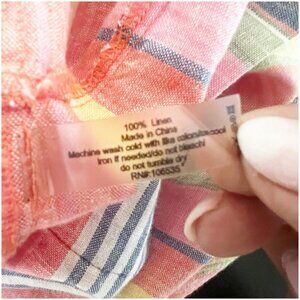 100% Linen
Made in China
Machine wash cold with like colors/tes cool
iron if needed/do not bleach
do not tumble dry
RN#:106535